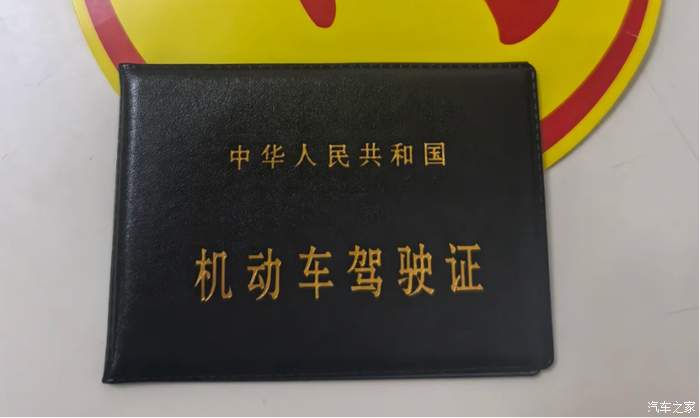 中华人民共和国
机动车驾驶证
汽车之家